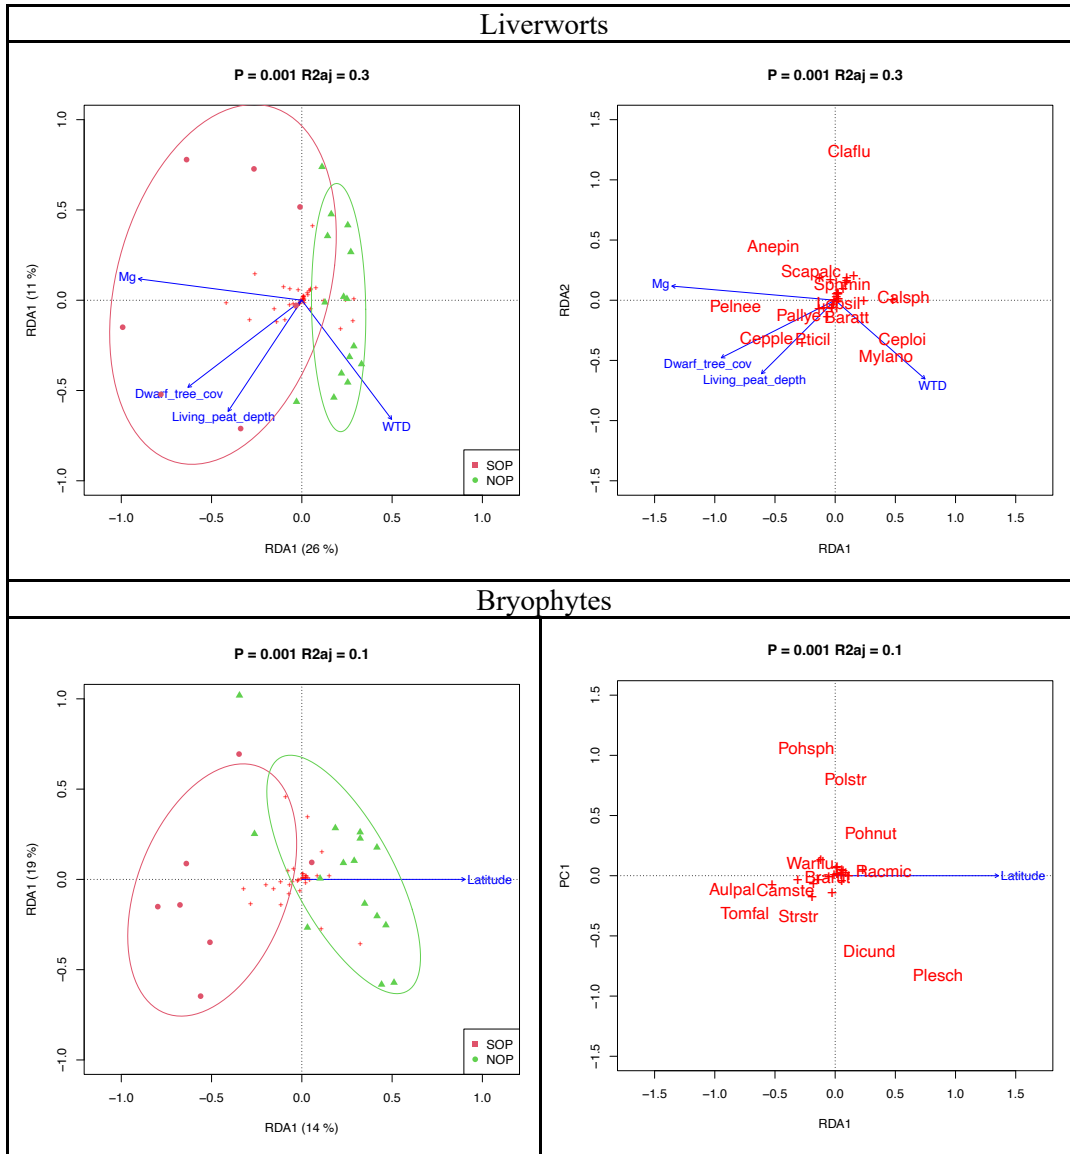 Liverworts
P = 0.001 R2aj = 0.3
RDA1 (11 %)
1.0
0.5
0.0
−0.5
−1.0
Mg
Dwarf_tree_cov
Living_peat_depth
WTD
SOP
NOP
−1.0 −0.5 0.0 0.5 1.0
RDA1 (26 %)
P = 0.001 R2aj = 0.3
RDA2
1.5
1.0
0.5
0.0
−0.5
−1.0
−1.5
Claflu
Anepin
Scapalc
Sphmin
Mg
Calsph
Pelnee
Pallye
Baratt
Cepple
Pticil
Ceploi
Mylano
Dwarf_tree_cov
Living_peat_depth
WTD
−1.5 −1.0 −0.5 0.0 0.5 1.0 1.5
RDA1
Bryophytes
P = 0.001 R2aj = 0.1
RDA1 (19 %)
1.0
0.5
0.0
−0.5
−1.0
Latitude
SOP
NOP
−1.0 −0.5 0.0 0.5 1.0
RDA1 (14 %)
P = 0.001 R2aj = 0.1
PC1
1.5
1.0
0.5
0.0
−0.5
−1.0
−1.5
Pohsph
Polstr
Pohnut
Warflu
Racmic
Latitude
Aulpal
Camste
Tomfal
Strstr
Dicund
Plesch
−1.5 −1.0 −0.5 0.0 0.5 1.0 1.5
RDA1